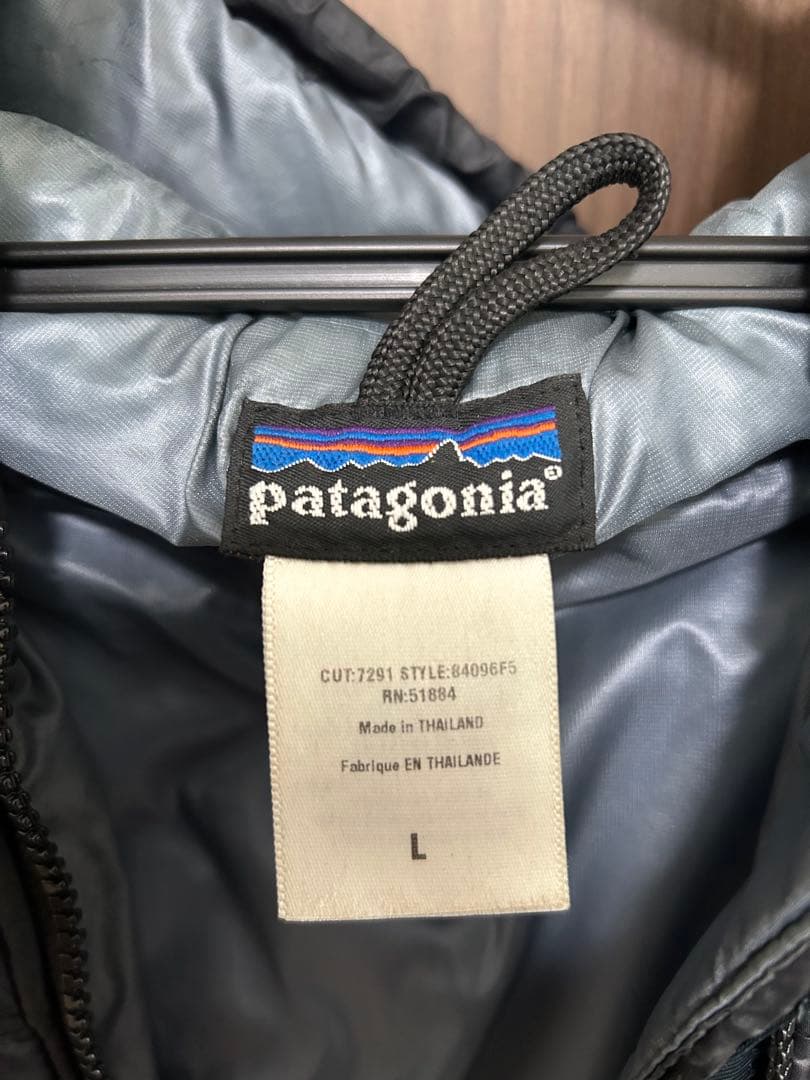 patagonia®
CUT:7291 STYLE:84096F5
RN:51884
Made in THAILAND
Fabrique EN THAILANDE
L